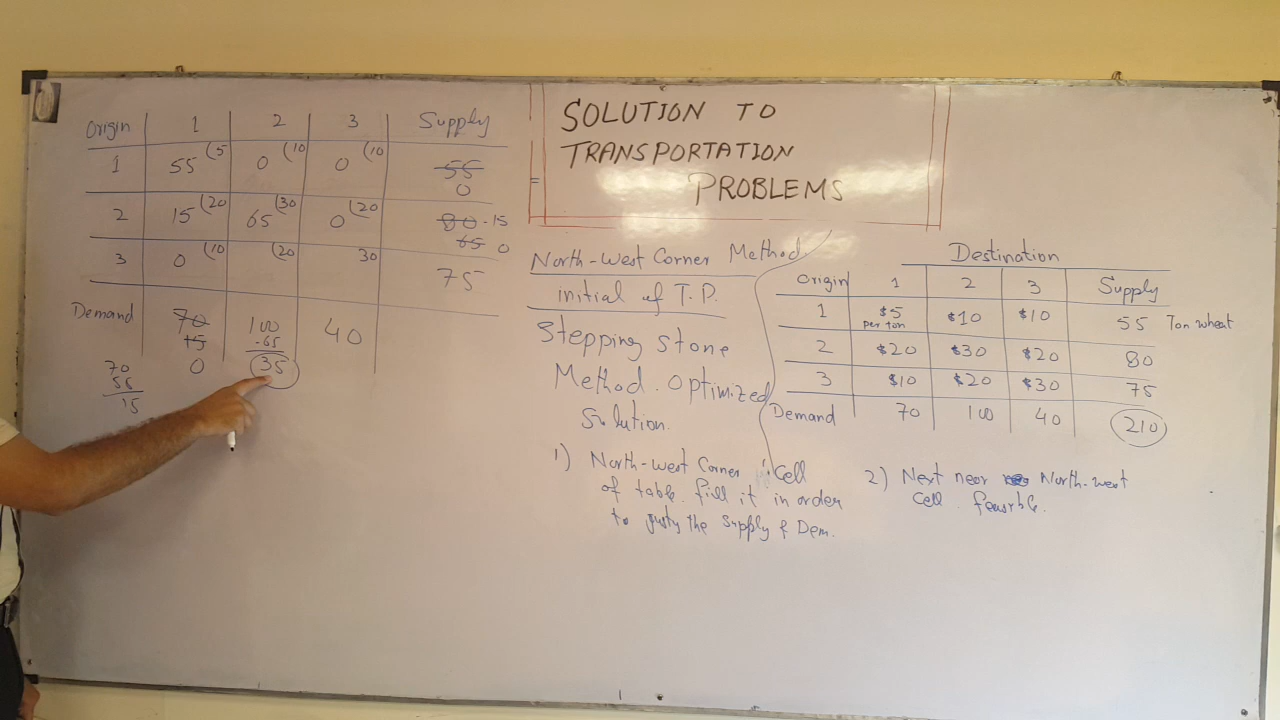 SOLUTION TO
TRANSPORTATION
PROBLEMS
Origin 1 2 3 Supply
1 55 (5 0 (10 0 (10 55
0
2 15 (20 65 (30 0 (20 80 -15
65 0
3 0 (10 (20 30 75
Demand 70 100 40
15 -65
0 35
70
55
15
North-West Corner Method
initial of T.P.
Stepping Stone
Method. Optimized
Solution.
Destination
Origin 1 2 3 Supply
1 $5 $10 $10 55 Ton wheat
per ton
2 $20 $30 $20 80
3 $10 $20 $30 75
Demand 70 100 40 210
1) North-West Corner Cell
of table. fill it in order
to the Supply & Dem.
2) Next near North-west
cell.